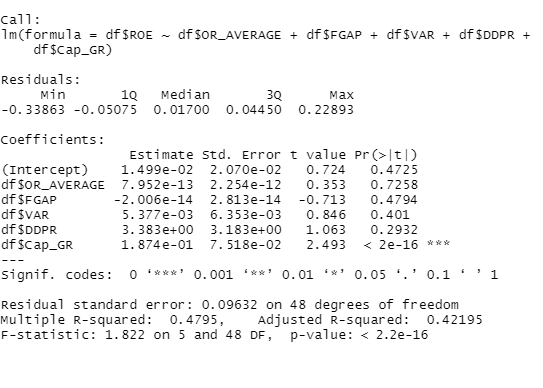 Call:
lm(formula = df$ROE ~ df$OR_AVERAGE + df$FGAP + df$VAR + df$DDPR +
    df$Cap_GR)
Residuals:
     Min       1Q   Median       3Q      Max
-0.33863 -0.05075  0.01700  0.04450  0.22893
Coefficients:
                Estimate Std. Error t value Pr(>|t|)
(Intercept)    1.499e-02  2.070e-02   0.724   0.4725
df$OR_AVERAGE  7.952e-13  2.254e-12   0.353   0.7258
df$FGAP       -2.006e-14  2.813e-14  -0.713   0.4794
df$VAR         5.377e-03  6.353e-03   0.846   0.401
df$DDPR        3.383e+00  3.183e+00   1.063   0.2932
df$Cap_GR      1.874e-01  7.518e-02   2.493  < 2e-16 ***
---
Signif. codes:  0 ‘***’ 0.001 ‘**’ 0.01 ‘*’ 0.05 ‘.’ 0.1 ‘ ’ 1
Residual standard error: 0.09632 on 48 degrees of freedom
Multiple R-squared:  0.4795,    Adjusted R-squared:  0.42195
F-statistic: 1.822 on 5 and 48 DF,  p-value: < 2.2e-16